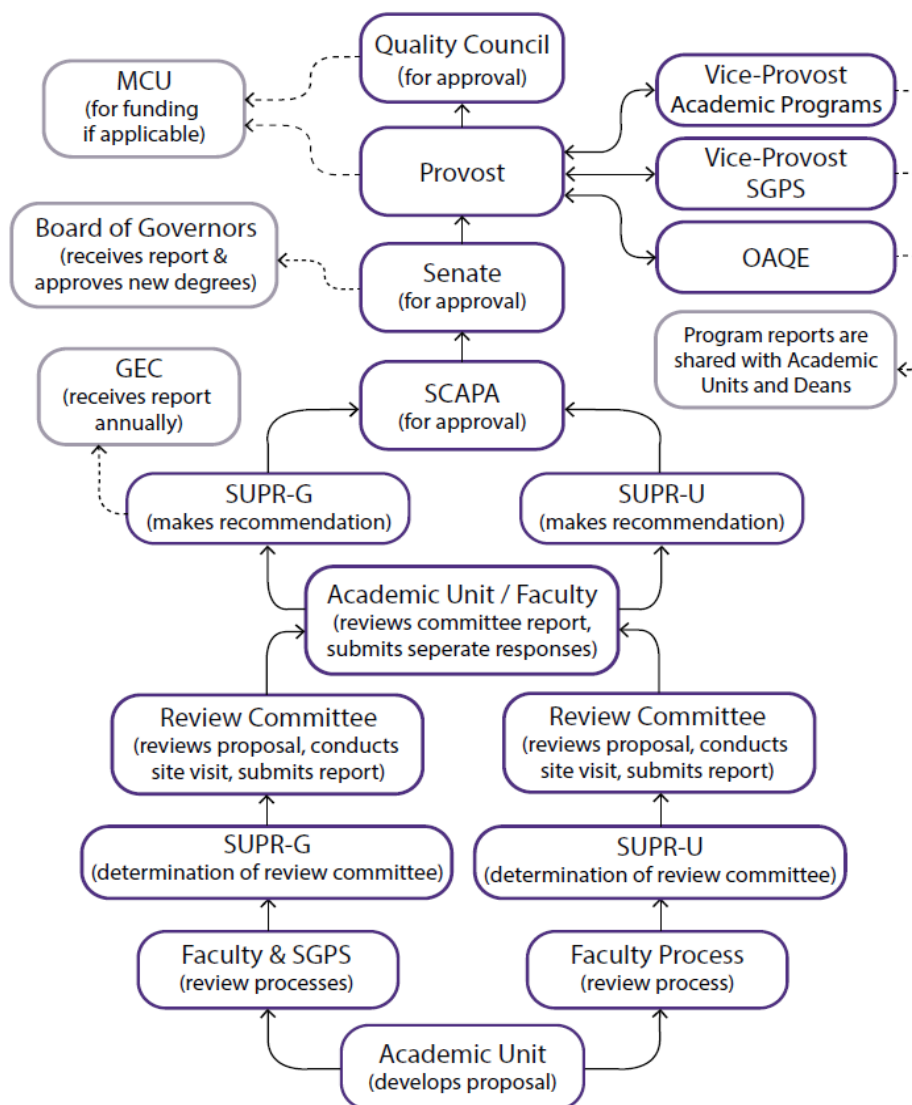 Quality Council
(for approval)
MCU
(for funding
if applicable)
Vice-Provost
Academic Programs
Provost
Vice-Provost
SGPS
Board of Governors
(receives report &
approves new degrees)
Senate
(for approval)
OAQE
Program reports are
shared with Academic
Units and Deans
GEC
(receives report
annually)
SCAPA
(for approval)
SUPR-G
(makes recommendation)
SUPR-U
(makes recommendation)
Academic Unit / Faculty
(reviews committee report,
submits seperate responses)
Review Committee
(reviews proposal, conducts
site visit, submits report)
Review Committee
(reviews proposal, conducts
site visit, submits report)
SUPR-G
(determination of review committee)
SUPR-U
(determination of review committee)
Faculty & SGPS
(review processes)
Faculty Process
(review process)
Academic Unit
(develops proposal)